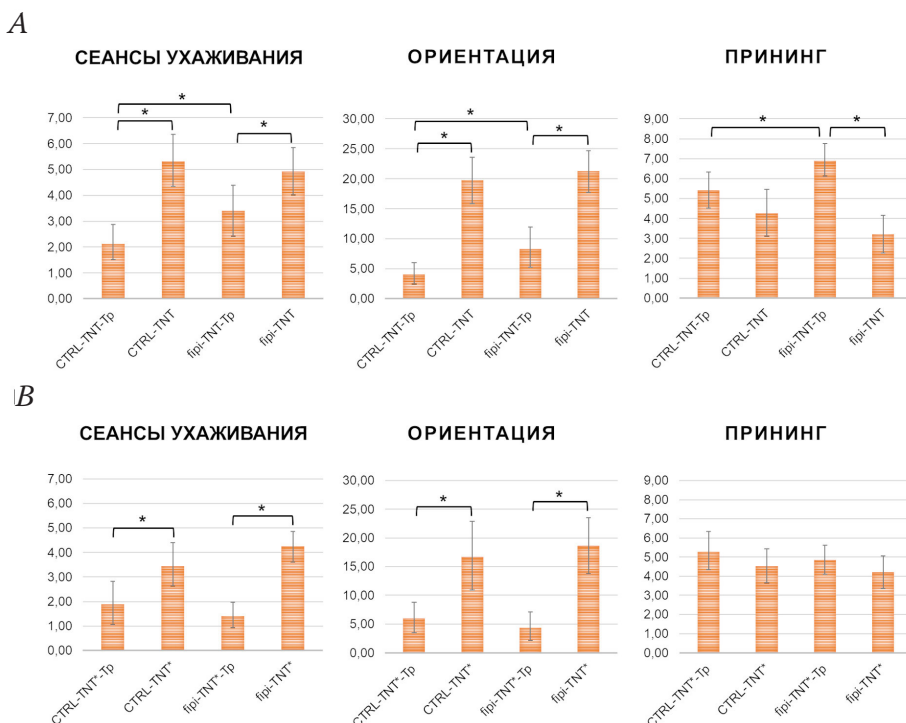 A
СЕАНСЫ УХАЖИВАНИЯ
7,00
6,00
5,00
4,00
3,00
2,00
1,00
0,00
*
*
*
CTRL-TNT-Tp
CTRL-TNT
fipi-TNT-Tp
fipi-TNT
ОРИЕНТАЦИЯ
30,00
25,00
20,00
15,00
10,00
5,00
0,00
*
*
*
CTRL-TNT-Tp
CTRL-TNT
fipi-TNT-Tp
fipi-TNT
ПРИНИНГ
9,00
8,00
7,00
6,00
5,00
4,00
3,00
2,00
1,00
0,00
*
*
CTRL-TNT-Tp
CTRL-TNT
fipi-TNT-Tp
fipi-TNT
B
СЕАНСЫ УХАЖИВАНИЯ
7,00
6,00
5,00
4,00
3,00
2,00
1,00
0,00
*
*
CTRL-TNT*-Tp
CTRL-TNT*
fipi-TNT*-Tp
fipi-TNT*
ОРИЕНТАЦИЯ
30,00
25,00
20,00
15,00
10,00
5,00
0,00
*
*
CTRL-TNT*-Tp
CTRL-TNT*
fipi-TNT*-Tp
fipi-TNT*
ПРИНИНГ
9,00
8,00
7,00
6,00
5,00
4,00
3,00
2,00
1,00
0,00
CTRL-TNT*-Tp
CTRL-TNT*
fipi-TNT*-Tp
fipi-TNT*